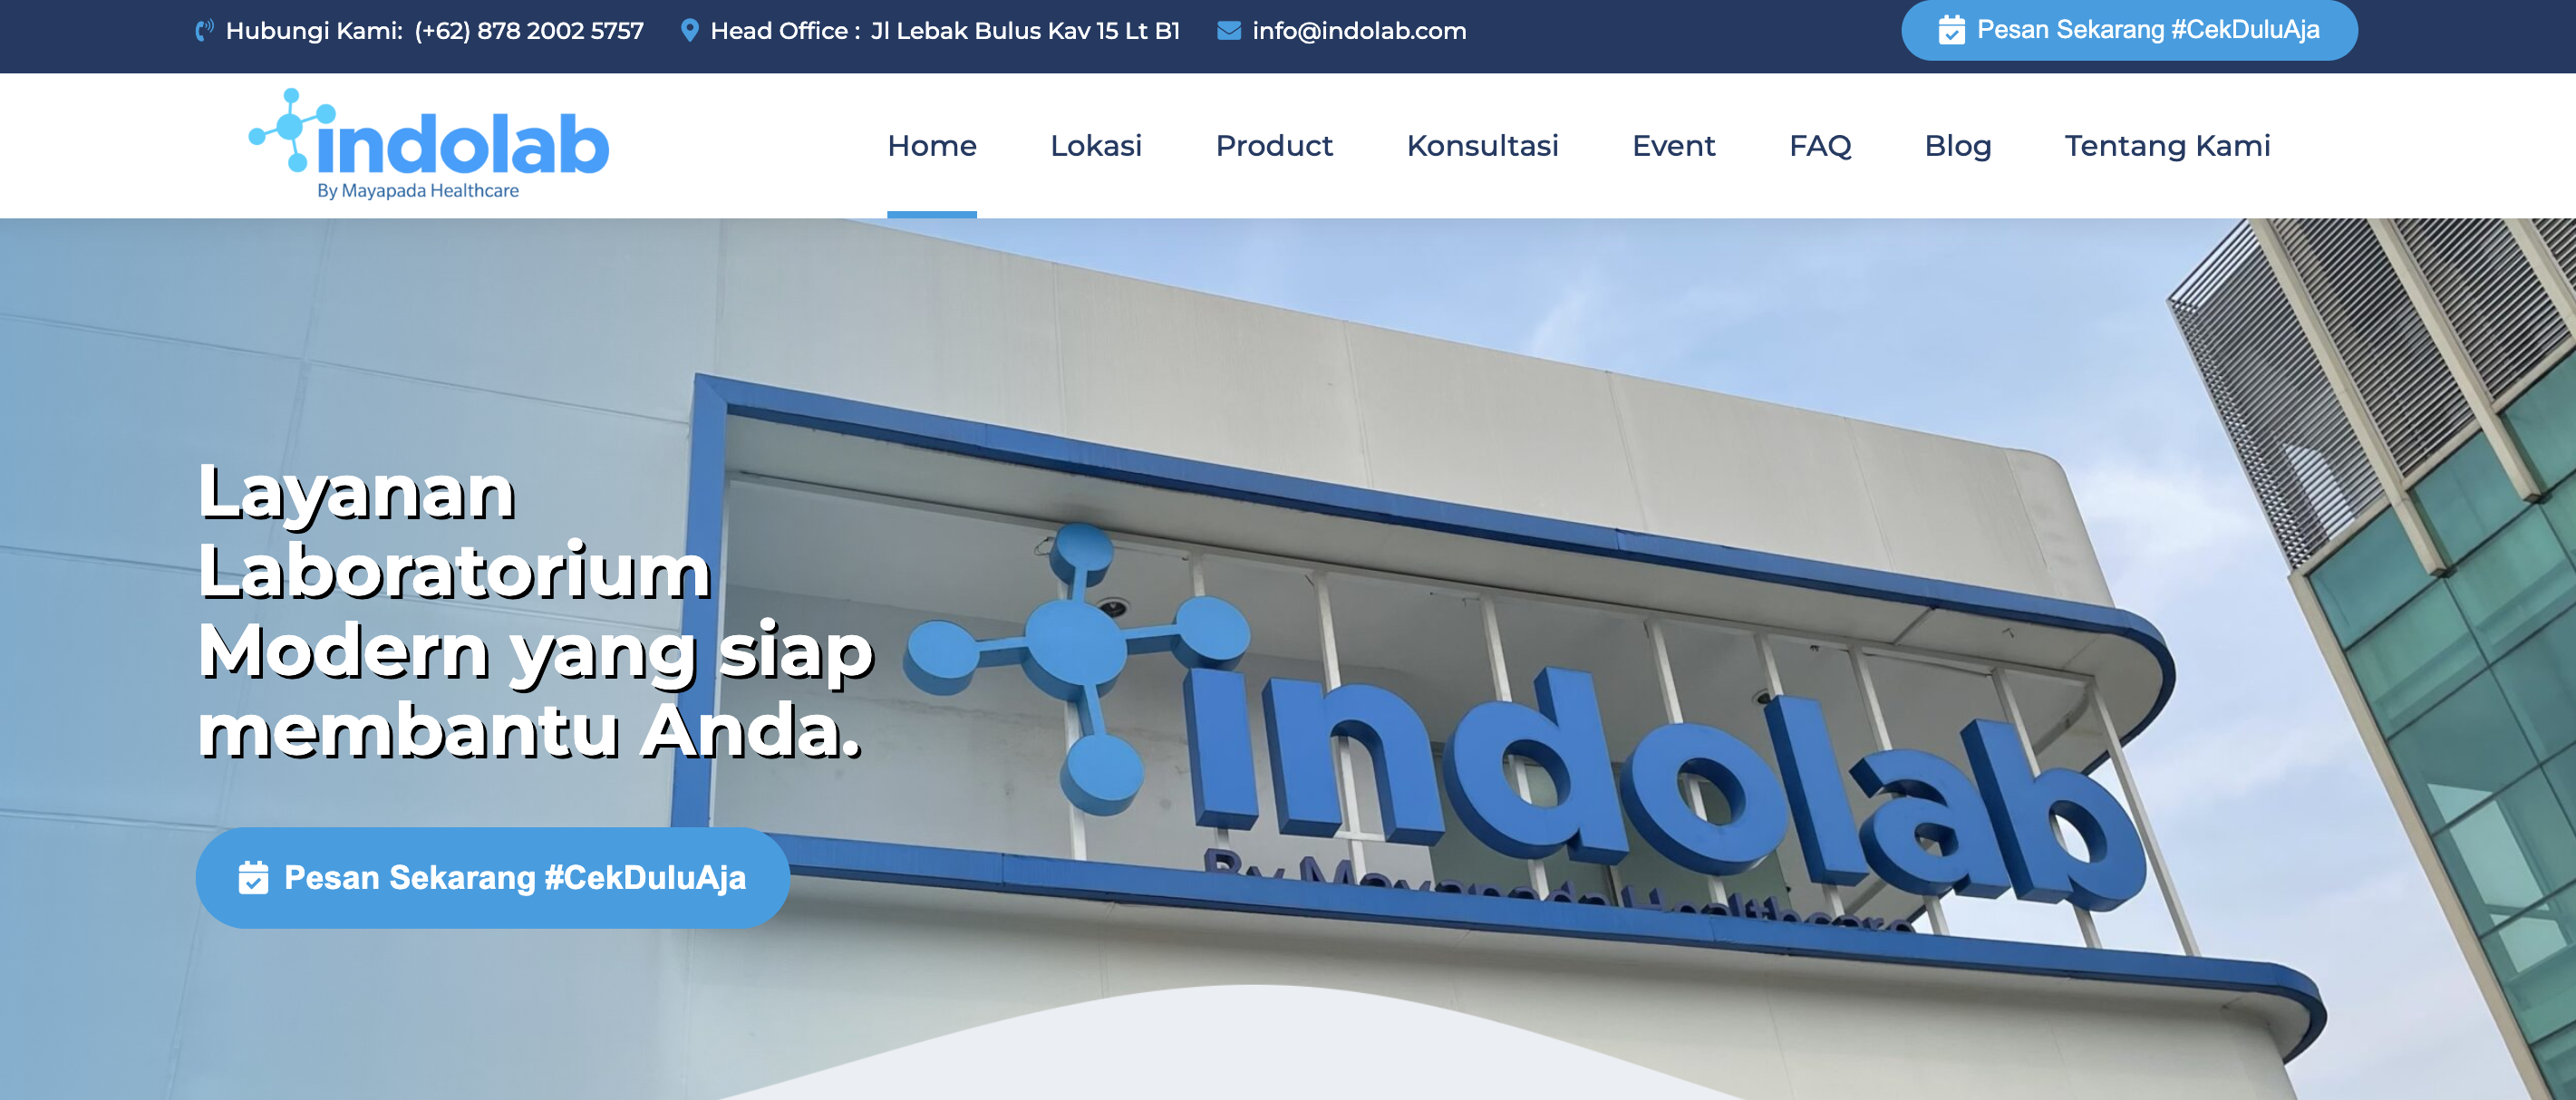 Hubungi Kami: (+62) 878 2002 5757 Head Office : Jl Lebak Bulus Kav 15 Lt B1 info@indolab.com Pesan Sekarang #CekDuluAja
indolab
By Mayapada Healthcare
Home Lokasi Product Konsultasi Event FAQ Blog Tentang Kami
Layanan
Laboratorium
Modern yang siap
membantu Anda.
Pesan Sekarang #CekDuluAja
indolab
By Mayapada Healthcare